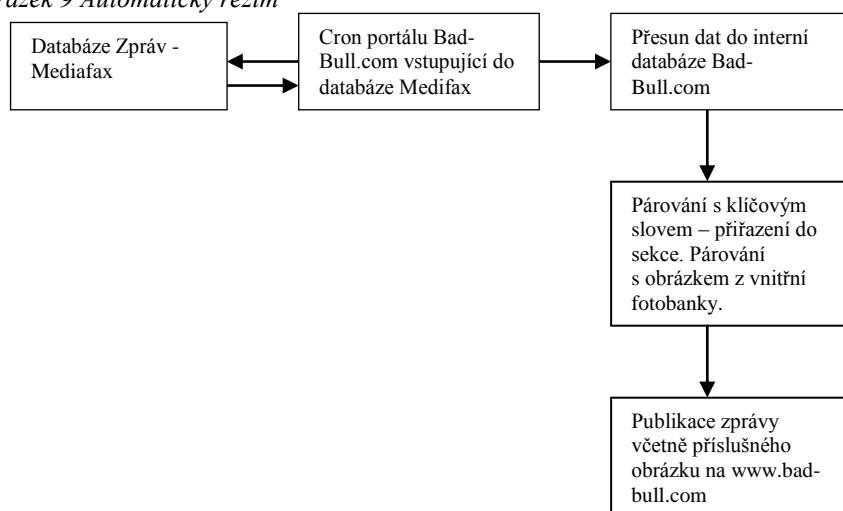 9 Automatický režim
Databáze Zpráv -
Mediafax
Cron portálu Bad-
Bull.com vstupující do
databáze Medifax
Přesun dat do interní
databáze Bad-
Bull.com
Párování s klíčovým
slovem – přiřazení do
sekce. Párování
s obrázkem z vnitřní
fotobanky.
Publikace zprávy
včetně příslušného
obrázku na www.bad-
bull.com